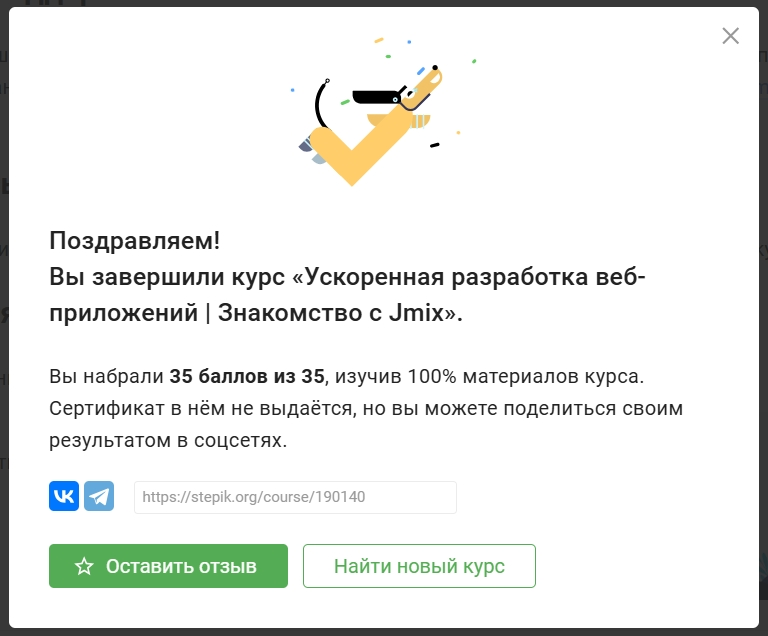 Поздравляем!
Вы завершили курс «Ускоренная разработка веб-
приложений | Знакомство с Jmix».
Вы набрали 35 баллов из 35, изучив 100% материалов курса.
Сертификат в нём не выдаётся, но вы можете поделиться своим
результатом в соцсетях.
https://stepik.org/course/190140
Оставить отзыв
Найти новый курс